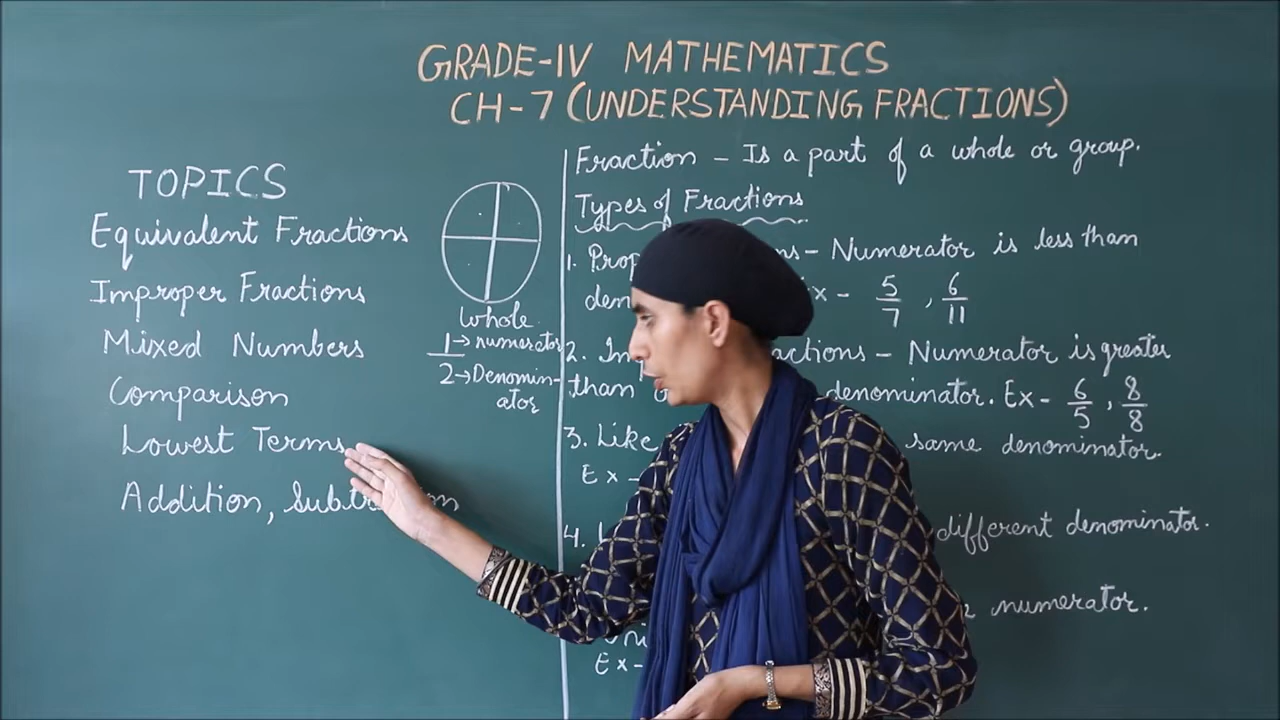 GRADE-IV MATHEMATICS
CH-7 (UNDERSTANDING FRACTIONS)
TOPICS
Equivalent Fractions
Improper Fractions
Mixed Numbers
Comparison
Lowest Terms
Addition, Subtraction
whole
1→ numerator
2→Denomin-
ator
Fraction - Is a part of a whole or group.
Types of Fractions
1. - Numerator is less than
- 5/7, 6/11
2. - Numerator is greater
than denominator. Ex- 6/5, 8/8
3. Like same denominator.
Ex-
4. different denominator.
numerator.
Ex-